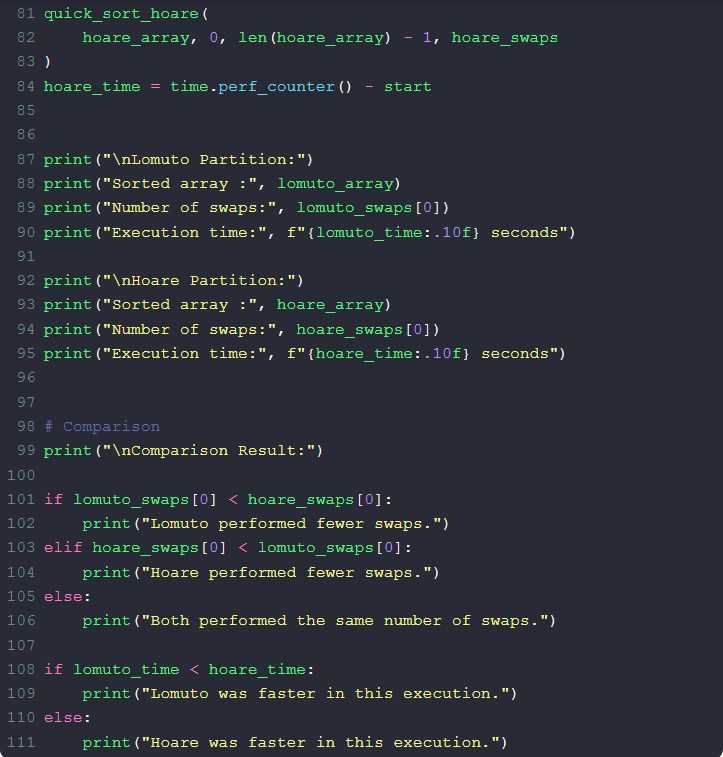 81 quick_sort_hoare(
82     hoare_array, 0, len(hoare_array) - 1, hoare_swaps
83 )
84 hoare_time = time.perf_counter() - start
85
86
87 print("\nLomuto Partition:")
88 print("Sorted array :", lomuto_array)
89 print("Number of swaps:", lomuto_swaps[0])
90 print("Execution time:", f"{lomuto_time:.10f} seconds")
91
92 print("\nHoare Partition:")
93 print("Sorted array :", hoare_array)
94 print("Number of swaps:", hoare_swaps[0])
95 print("Execution time:", f"{hoare_time:.10f} seconds")
96
97
98 # Comparison
99 print("\nComparison Result:")
100
101 if lomuto_swaps[0] < hoare_swaps[0]:
102     print("Lomuto performed fewer swaps.")
103 elif hoare_swaps[0] < lomuto_swaps[0]:
104     print("Hoare performed fewer swaps.")
105 else:
106     print("Both performed the same number of swaps.")
107
108 if lomuto_time < hoare_time:
109     print("Lomuto was faster in this execution.")
110 else:
111     print("Hoare was faster in this execution.")